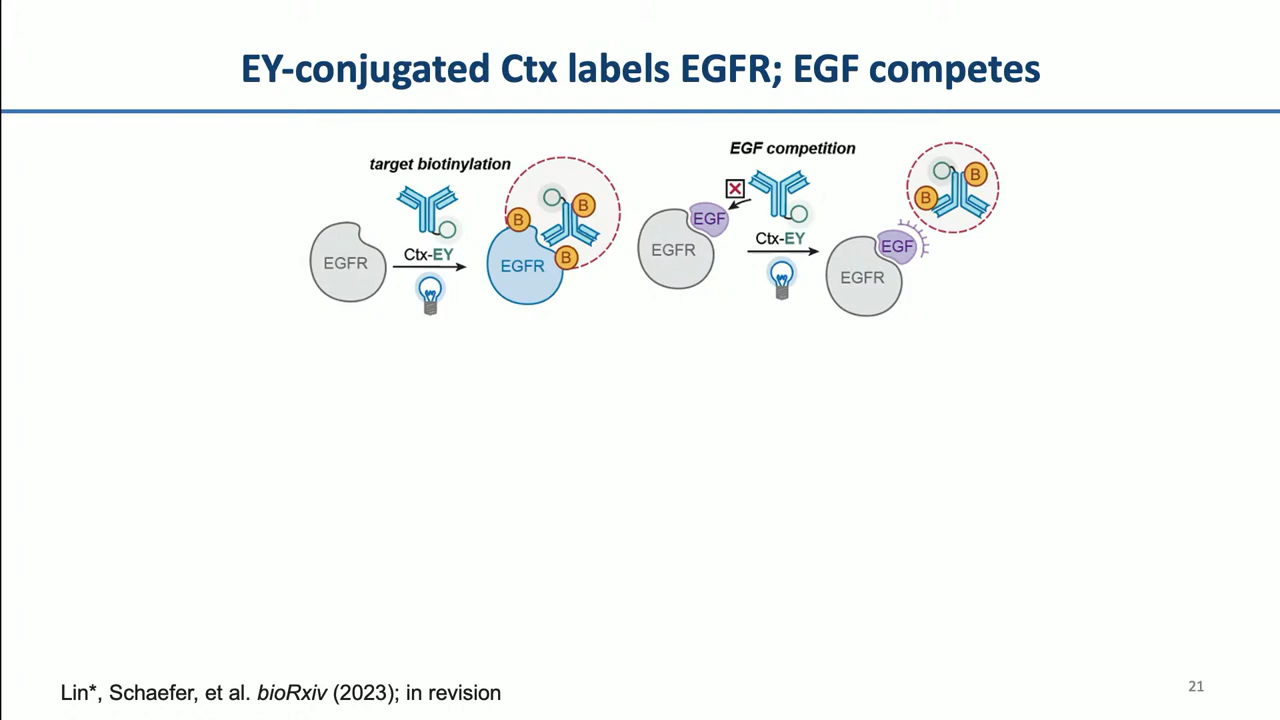 EY-conjugated Ctx labels EGFR; EGF competes
target biotinylation
EGFR
Ctx-EY
EGFR
B
B
B
EGF competition
EGFR
EGF
Ctx-EY
EGFR
EGF
B
B
Lin*, Schaefer, et al. bioRxiv (2023); in revision
21